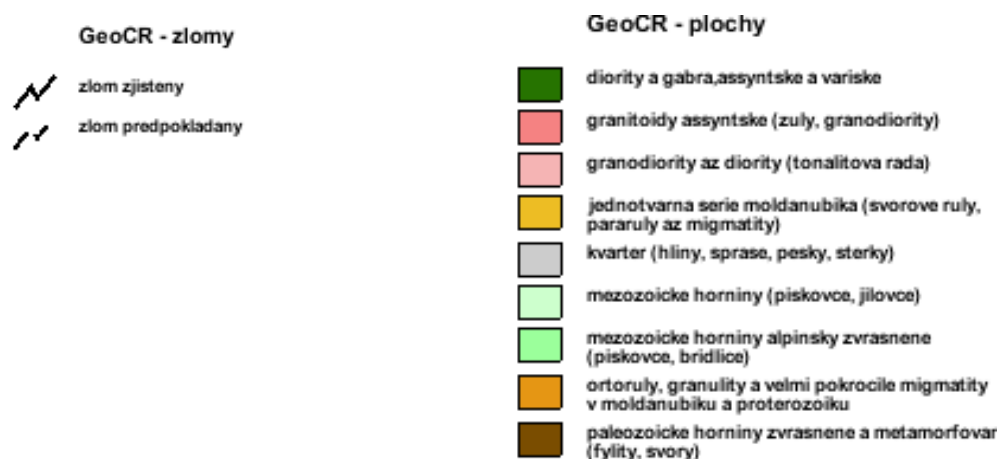 GeoCR - zlomy
zlom zjisteny
zlom predpokladany
GeoCR - plochy
diority a gabra,assyntske a variske
granitoidy assyntske (zuly, granodiority)
granodiority az diority (tonalitova rada)
jednotvarna serie moldanubika (svorove ruly,
pararuly az migmatity)
kvarter (hliny, sprase, pesky, sterky)
mezozoicke horniny (piskovce, jilovce)
mezozoicke horniny alpinsky zvrasnene
(piskovce, bridlice)
ortoruly, granulity a velmi pokrocile migmatity
v moldanubiku a proterozoiku
paleozoicke horniny zvrasnene a metamorfovar
(fylity, svory)